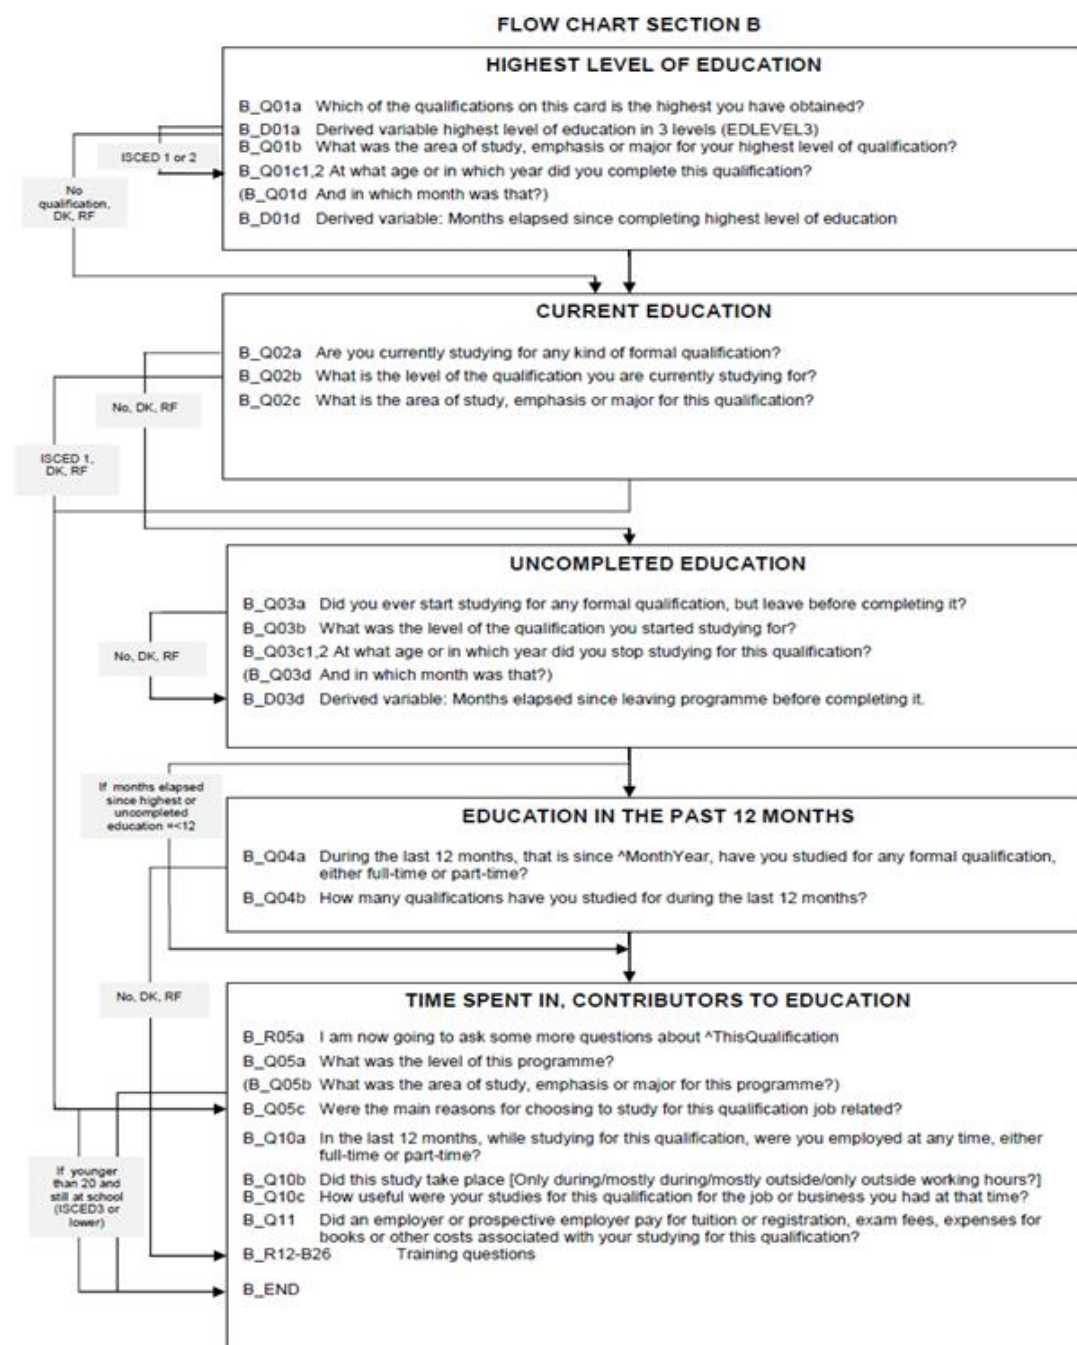 FLOW CHART SECTION B
HIGHEST LEVEL OF EDUCATION
B_Q01a Which of the qualifications on this card is the highest you have obtained?
B_D01a Derived variable highest level of education in 3 levels (EDLEVEL3)
B_Q01b What was the area of study, emphasis or major for your highest level of qualification?
ISCED 1 or 2
B_Q01c1,2 At what age or in which year did you complete this qualification?
(B_Q01d And in which month was that?)
B_D01d Derived variable: Months elapsed since completing highest level of education
No
qualification,
DK, RF
CURRENT EDUCATION
B_Q02a Are you currently studying for any kind of formal qualification?
B_Q02b What is the level of the qualification you are currently studying for?
B_Q02c What is the area of study, emphasis or major for this qualification?
No, DK, RF
ISCED 1,
DK, RF
UNCOMPLETED EDUCATION
B_Q03a Did you ever start studying for any formal qualification, but leave before completing it?
B_Q03b What was the level of the qualification you started studying for?
B_Q03c1,2 At what age or in which year did you stop studying for this qualification?
(B_Q03d And in which month was that?)
B_D03d Derived variable: Months elapsed since leaving programme before completing it.
No, DK, RF
If months elapsed
since highest or
uncompleted
education =<12
EDUCATION IN THE PAST 12 MONTHS
B_Q04a During the last 12 months, that is since ^MonthYear, have you studied for any formal qualification,
either full-time or part-time?
B_Q04b How many qualifications have you studied for during the last 12 months?
No, DK, RF
TIME SPENT IN, CONTRIBUTORS TO EDUCATION
B_R05a I am now going to ask some more questions about ^ThisQualification
B_Q05a What was the level of this programme?
(B_Q05b What was the area of study, emphasis or major for this programme?)
B_Q05c Were the main reasons for choosing to study for this qualification job related?
B_Q10a In the last 12 months, while studying for this qualification, were you employed at any time, either
full-time or part-time?
B_Q10b Did this study take place [Only during/mostly during/mostly outside/only outside working hours?]
B_Q10c How useful were your studies for this qualification for the job or business you had at that time?
B_Q11 Did an employer or prospective employer pay for tuition or registration, exam fees, expenses for
books or other costs associated with your studying for this qualification?
B_R12-B26 Training questions
B_END
If younger
than 20 and
still at school
(ISCED3 or
lower)